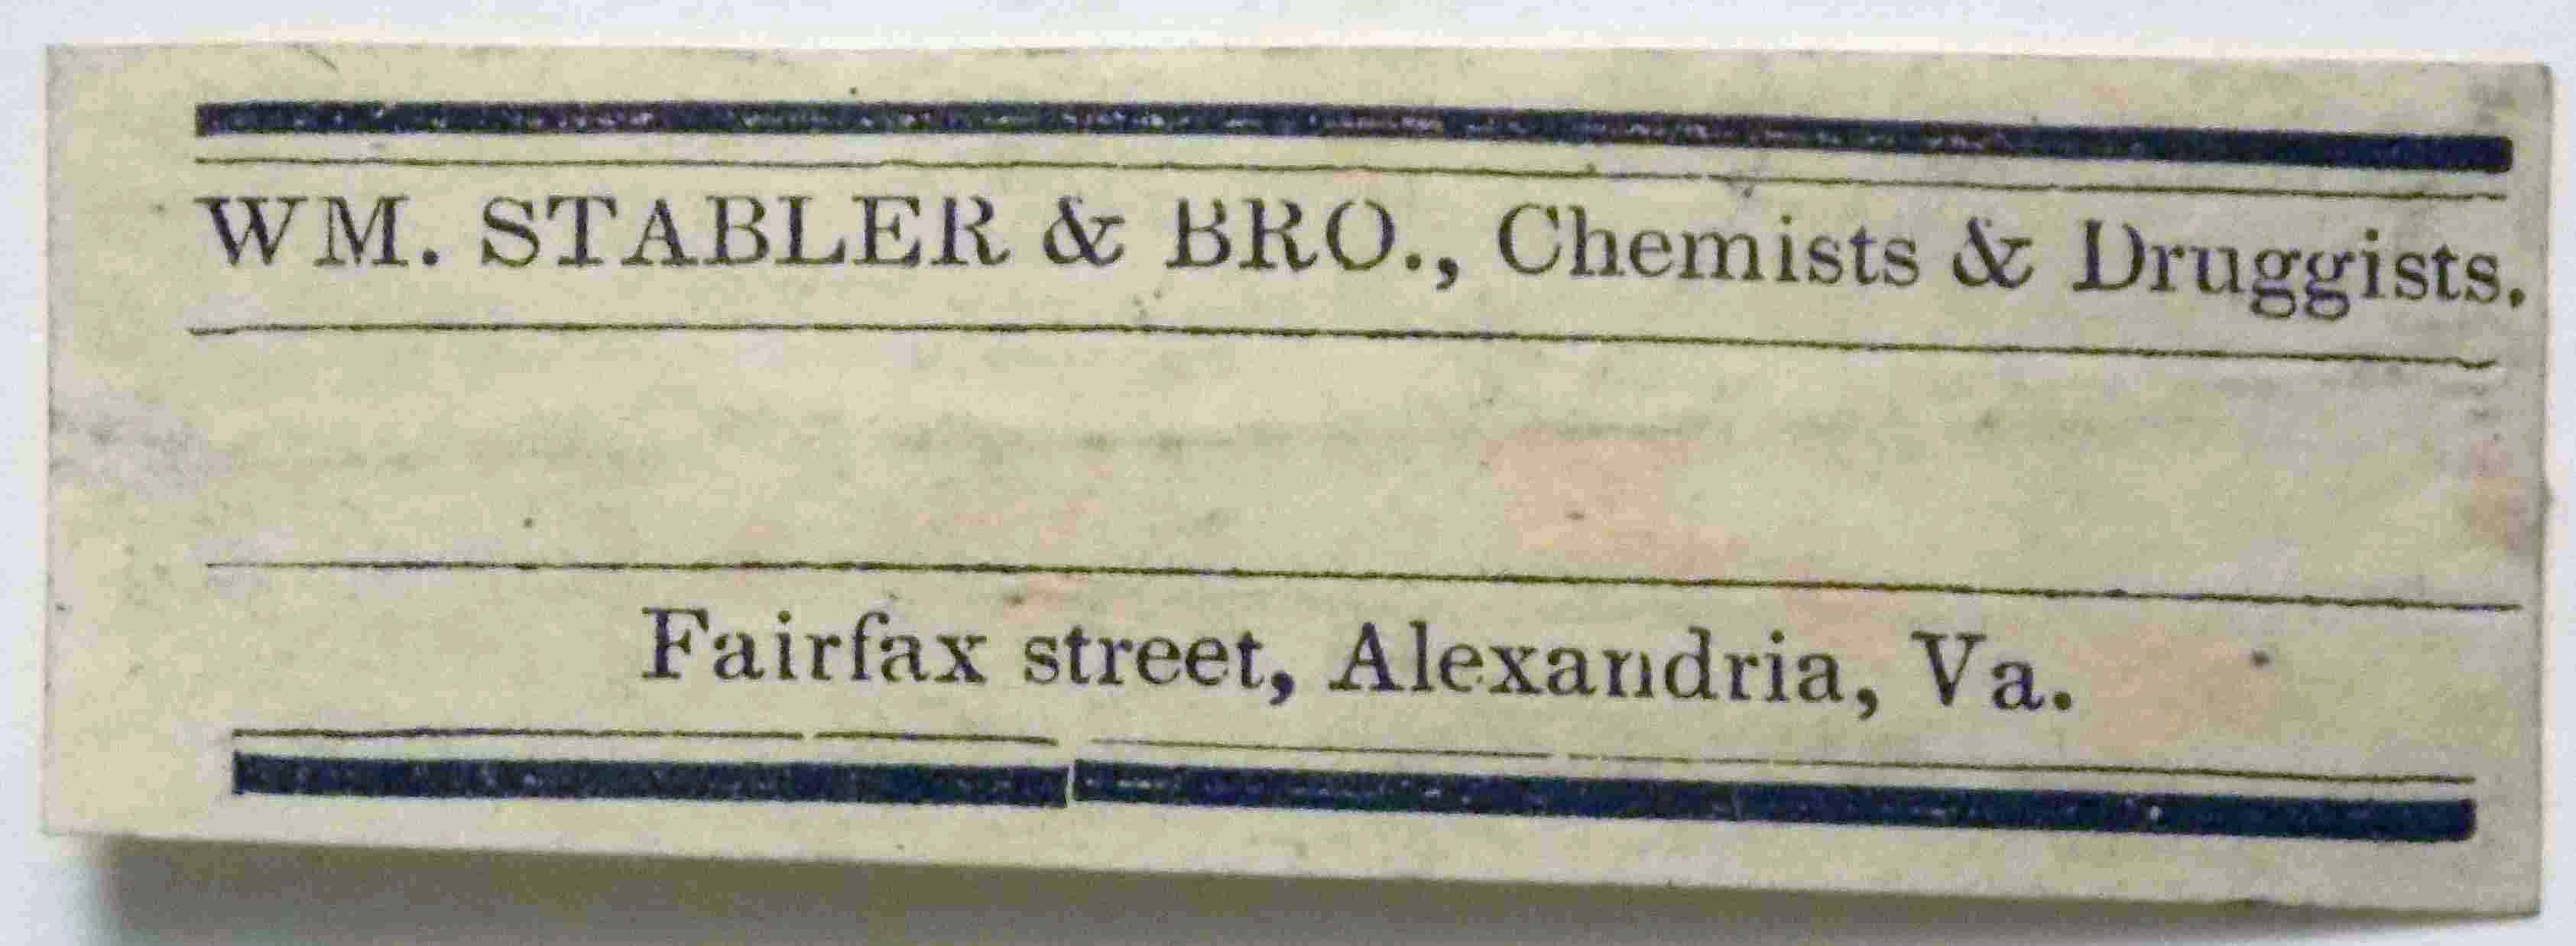 WM. STABLER & BRO., Chemists & Druggists.
Fairfax street, Alexandria, Va.